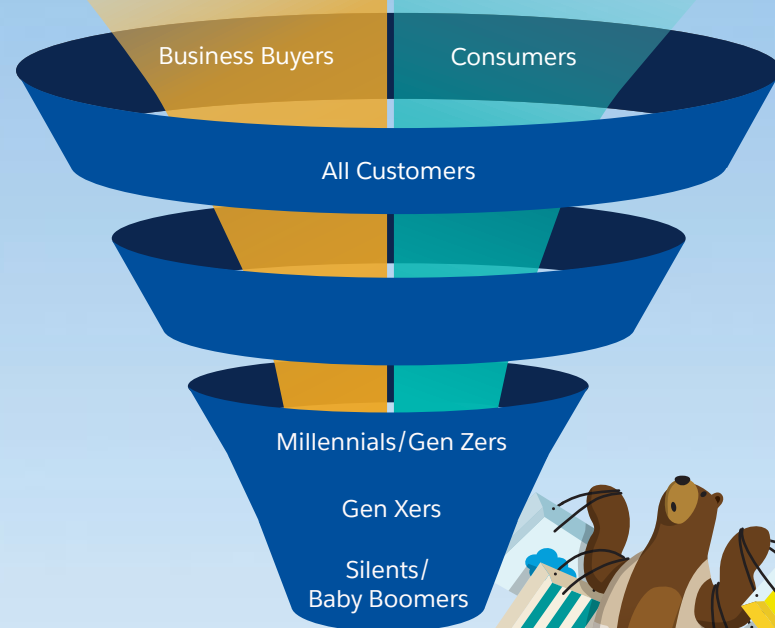 Business Buyers
Consumers
All Customers
Millennials/Gen Zers
Gen Xers
Silents/
Baby Boomers